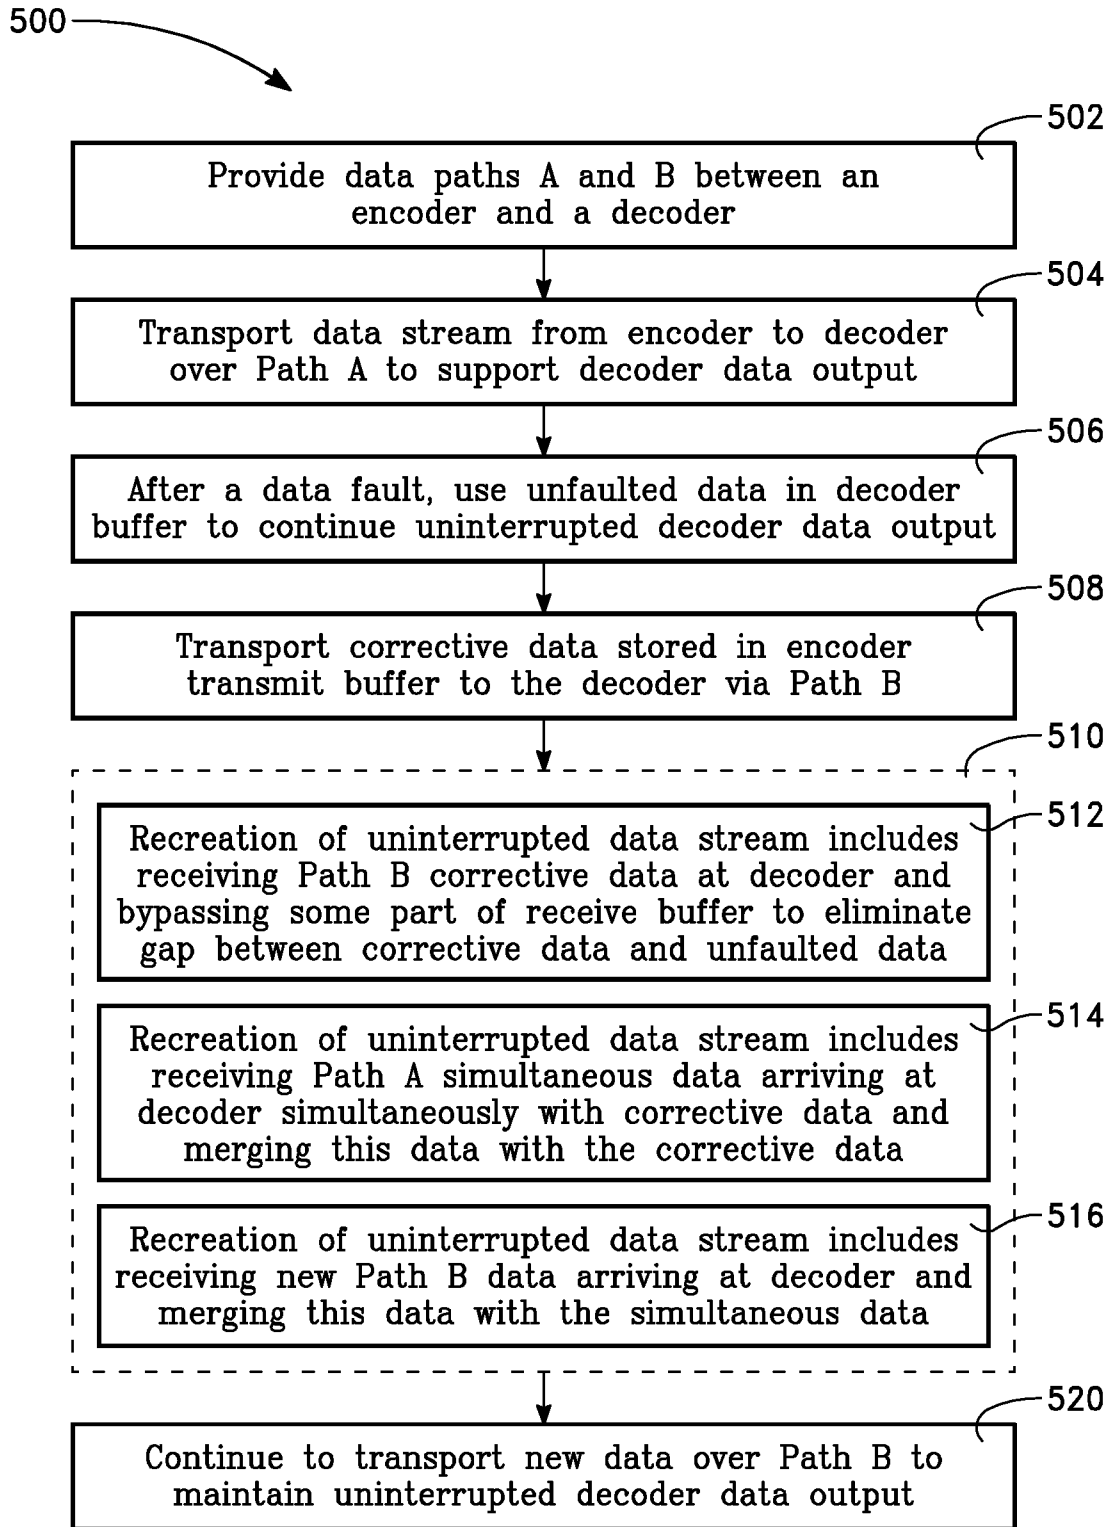 500
502
Provide data paths A and B between an
encoder and a decoder
504
Transport data stream from encoder to decoder
over Path A to support decoder data output
506
After a data fault, use unfaulted data in decoder
buffer to continue uninterrupted decoder data output
508
Transport corrective data stored in encoder
transmit buffer to the decoder via Path B
510
512
Recreation of uninterrupted data stream includes
receiving Path B corrective data at decoder and
bypassing some part of receive buffer to eliminate
gap between corrective data and unfaulted data
514
Recreation of uninterrupted data stream includes
receiving Path A simultaneous data arriving at
decoder simultaneously with corrective data and
merging this data with the corrective data
516
Recreation of uninterrupted data stream includes
receiving new Path B data arriving at decoder and
merging this data with the simultaneous data
520
Continue to transport new data over Path B to
maintain uninterrupted decoder data output